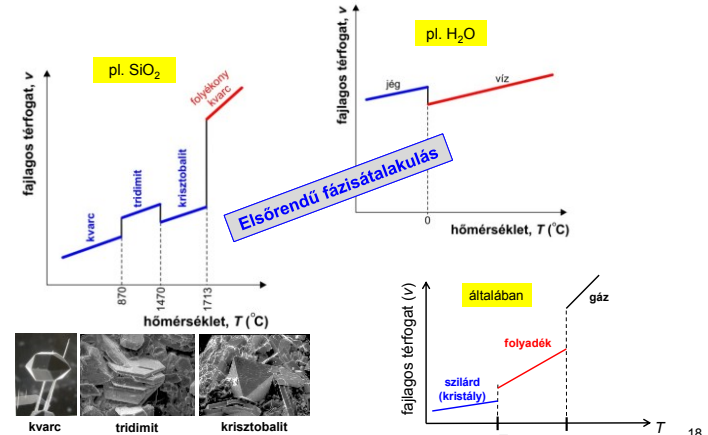 pl. SiO₂
fajlagos térfogat, v
kvarc
tridimit
krisztobalit
folyékony
kvarc
870
1470
1713
hőmérséklet, T (°C)
pl. H₂O
fajlagos térfogat, v
jég
víz
0
hőmérséklet, T (°C)
Elsőrendű fázisátalakulás
általában
fajlagos térfogat (v)
szilárd
(kristály)
folyadék
gáz
T
kvarc
tridimit
krisztobalit
18